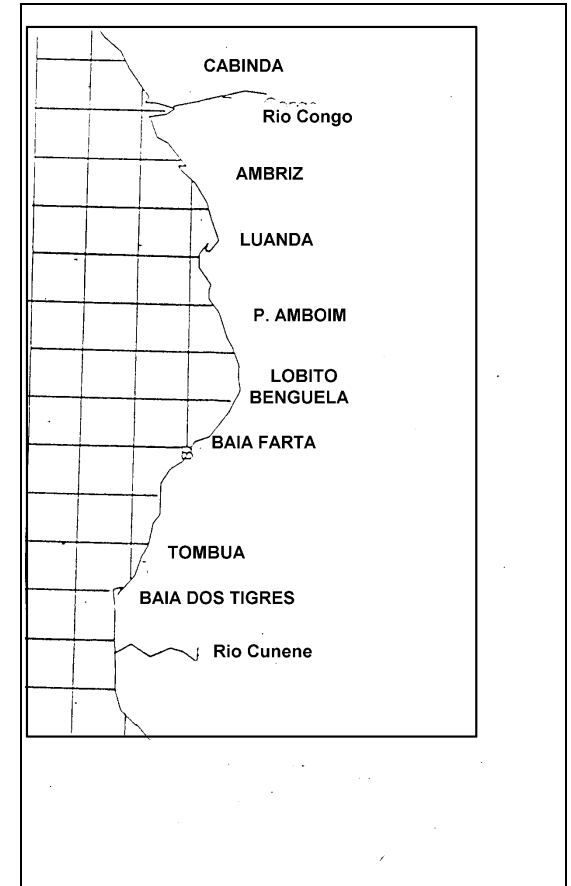 CABINDA
Rio Congo
AMBRIZ
LUANDA
P. AMBOIM
LOBITO
BENGUELA
BAIA FARTA
TOMBUA
BAIA DOS TIGRES
Rio Cunene